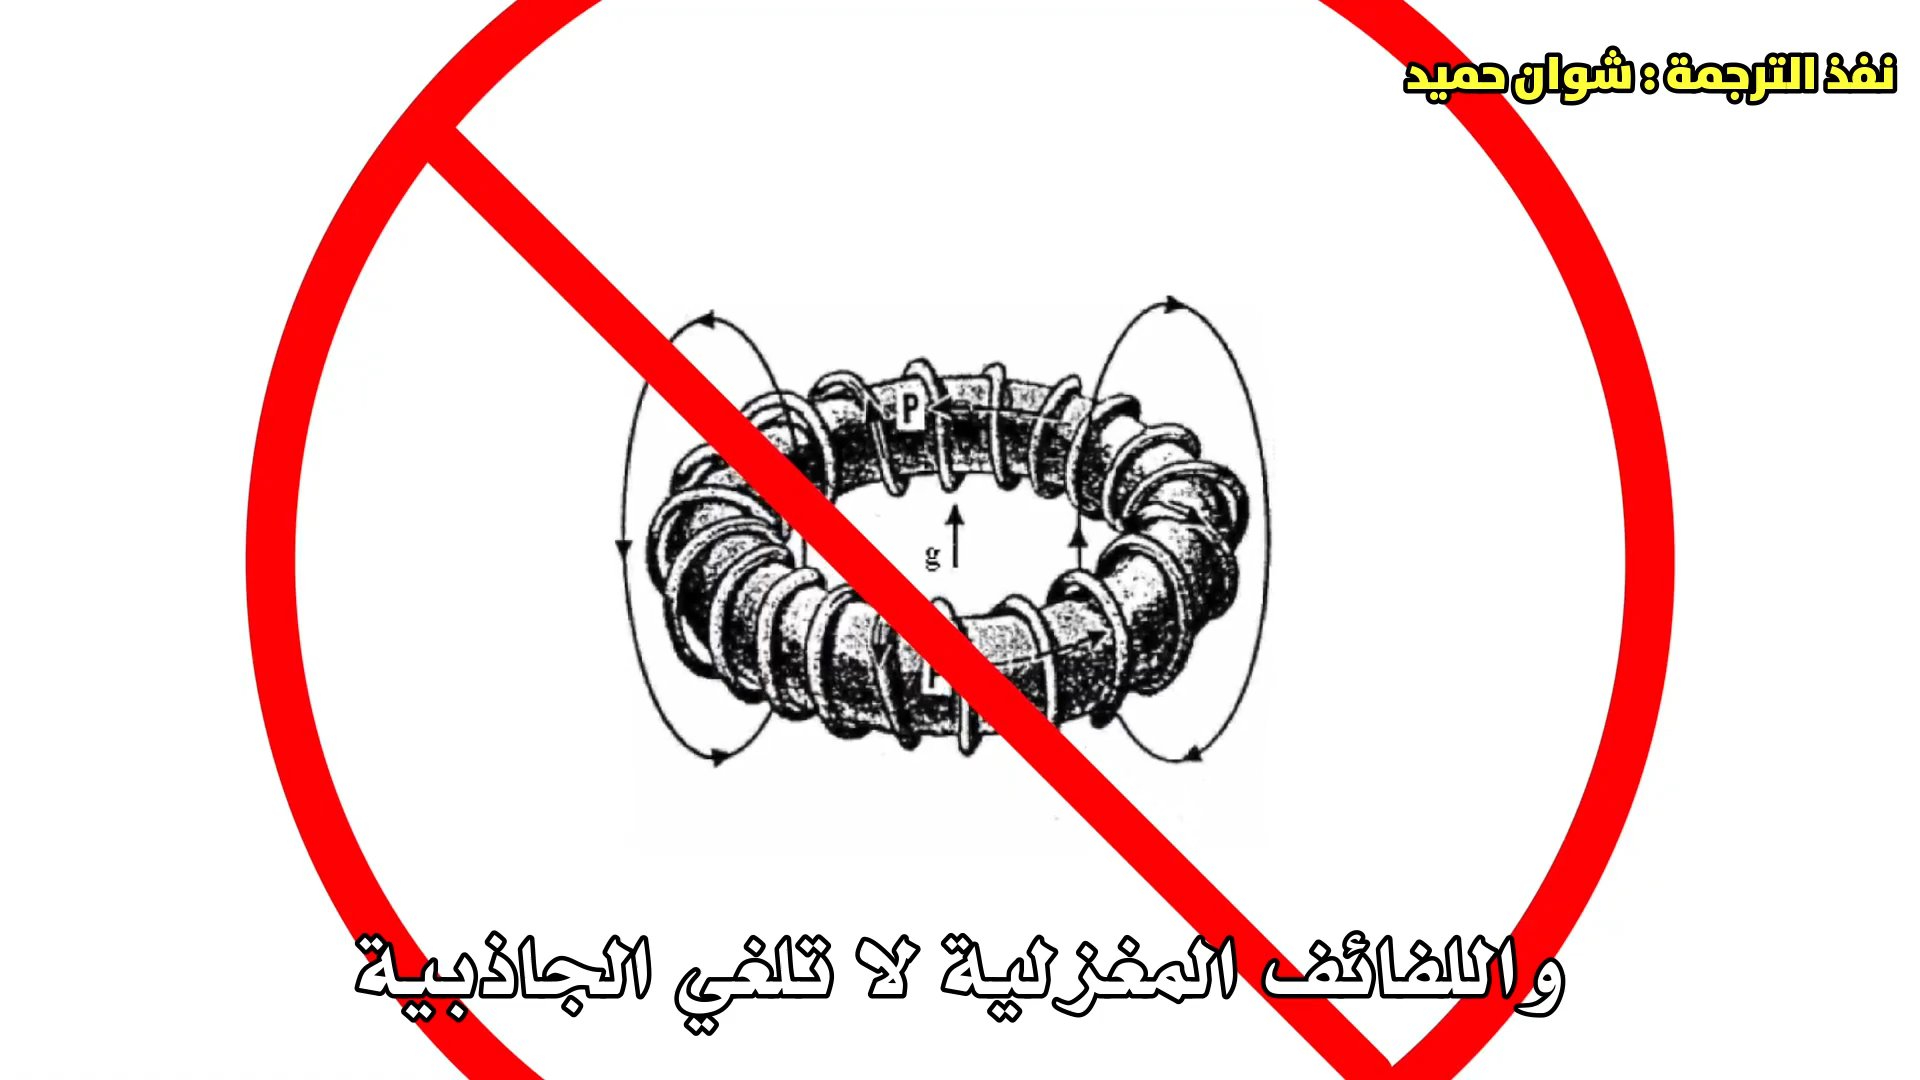 نفذ الترجمة : شوان حميد
P
g
P
واللفائف المغزلية لا تلغي الجاذبية